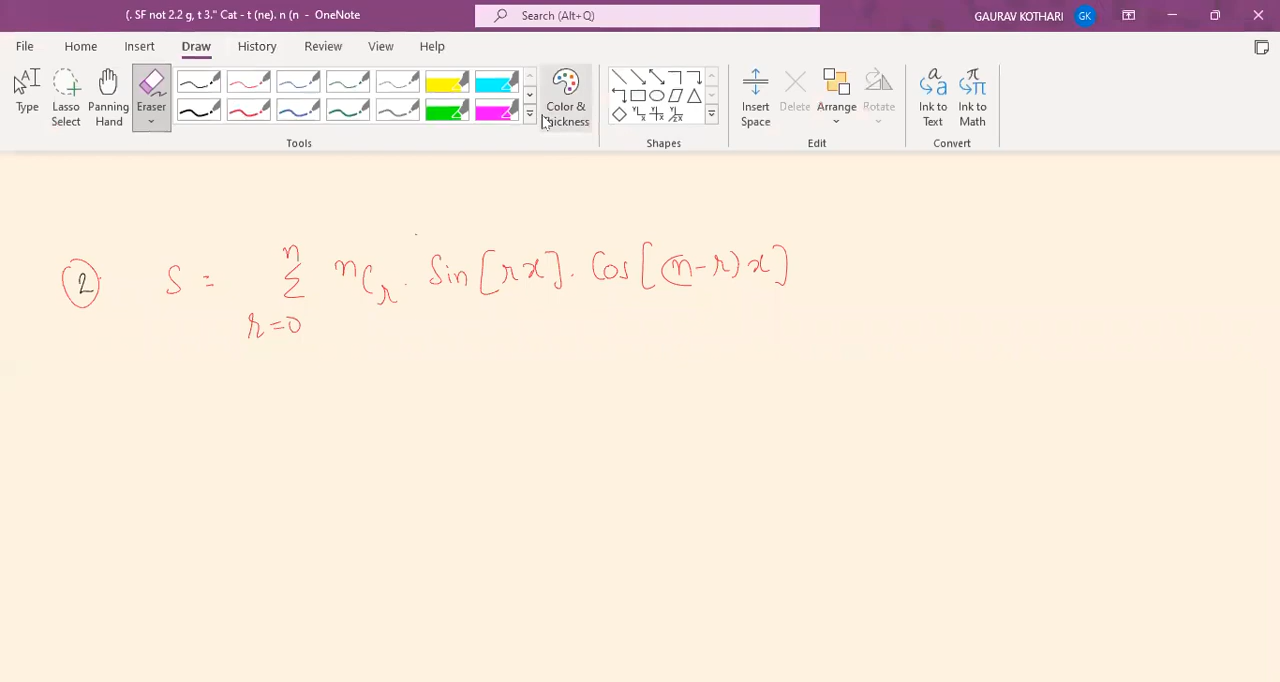 (. SF not 2.2 g, t 3." Cat - t (ne). n (n - OneNote
Search (Alt+Q)
GAURAV KOTHARI GK
File Home Insert Draw History Review View Help
Type Lasso Select Panning Hand Eraser Color & Thickness Insert Space Delete Arrange Rotate Ink to Text Ink to Math
Tools Shapes Edit Convert
② S = n∑r=0 nCr · Sin[rx] · Cos[(n-r)x]